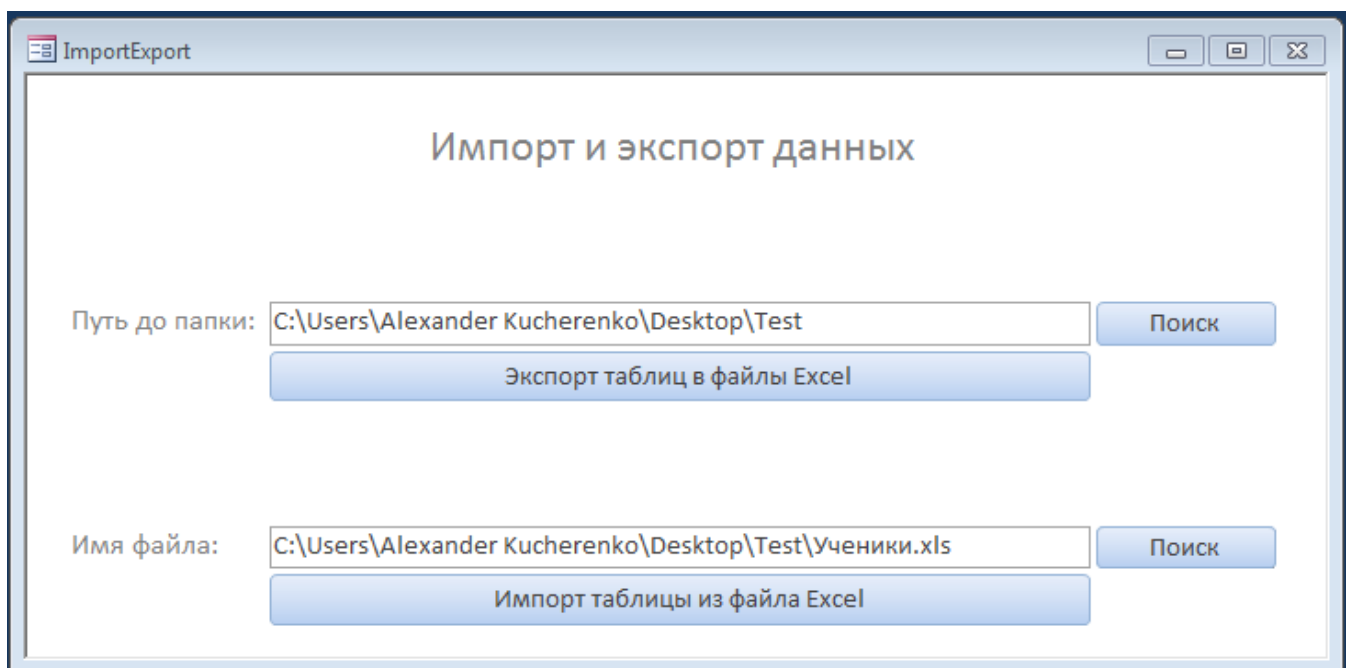 ImportExport
Импорт и экспорт данных
Путь до папки: C:\Users\Alexander Kucherenko\Desktop\Test Поиск
Экспорт таблиц в файлы Excel
Имя файла: C:\Users\Alexander Kucherenko\Desktop\Test\Ученики.xls Поиск
Импорт таблицы из файла Excel